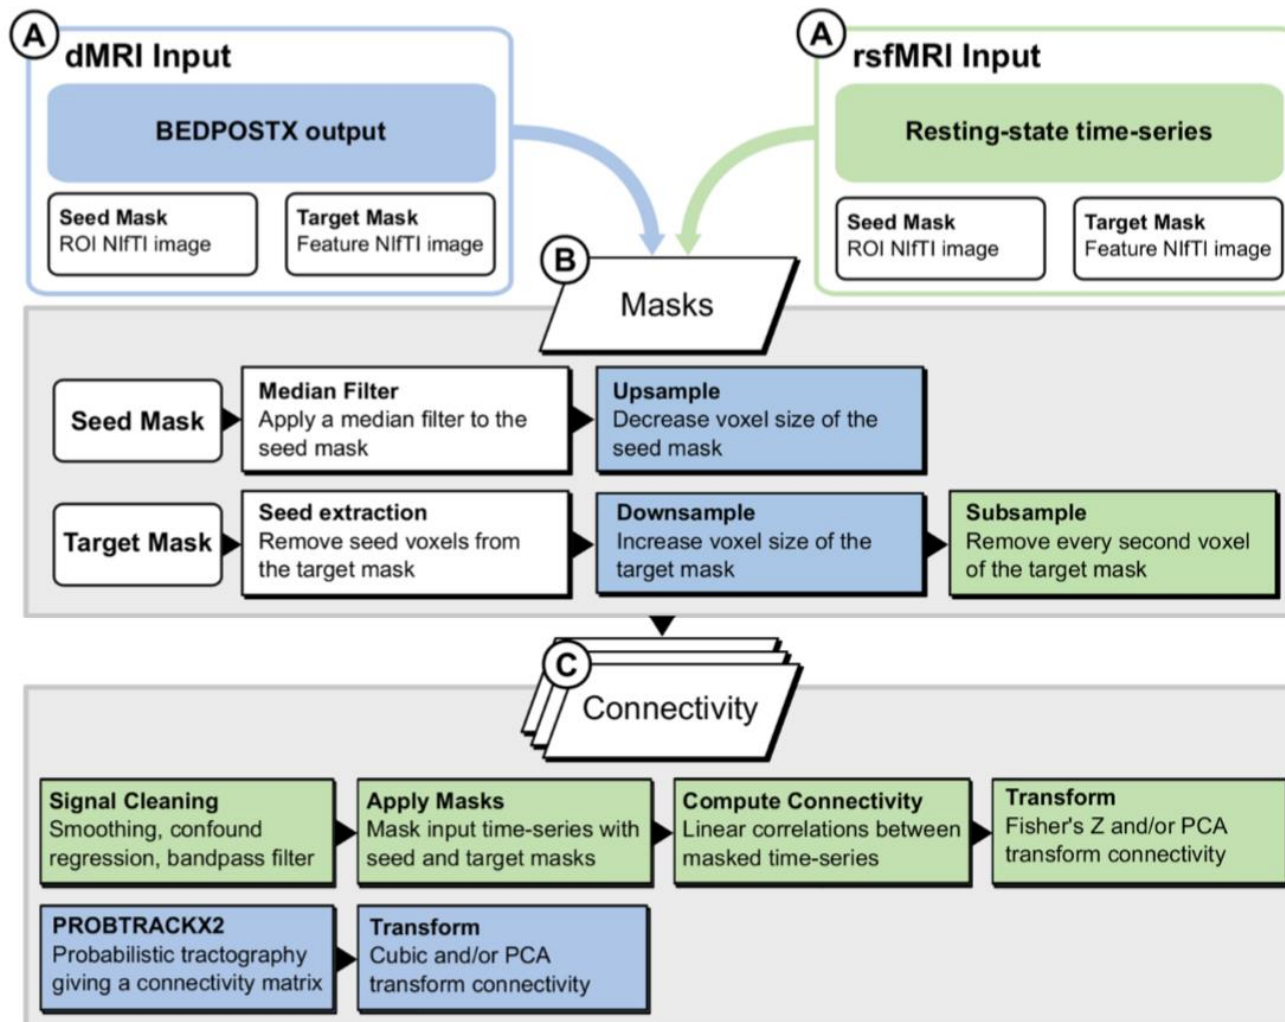 A
dMRI Input
BEDPOSTX output
Seed Mask
ROI NIfTI image
Target Mask
Feature NIfTI image
A
rsfMRI Input
Resting-state time-series
Seed Mask
ROI NIfTI image
Target Mask
Feature NIfTI image
B
Masks
Seed Mask
Median Filter
Apply a median filter to the
seed mask
Upsample
Decrease voxel size of the
seed mask
Target Mask
Seed extraction
Remove seed voxels from
the target mask
Downsample
Increase voxel size of the
target mask
Subsample
Remove every second voxel
of the target mask
C
Connectivity
Signal Cleaning
Smoothing, confound
regression, bandpass filter
Apply Masks
Mask input time-series with
seed and target masks
Compute Connectivity
Linear correlations between
masked time-series
Transform
Fisher's Z and/or PCA
transform connectivity
PROBTRACKX2
Probabilistic tractography
giving a connectivity matrix
Transform
Cubic and/or PCA
transform connectivity